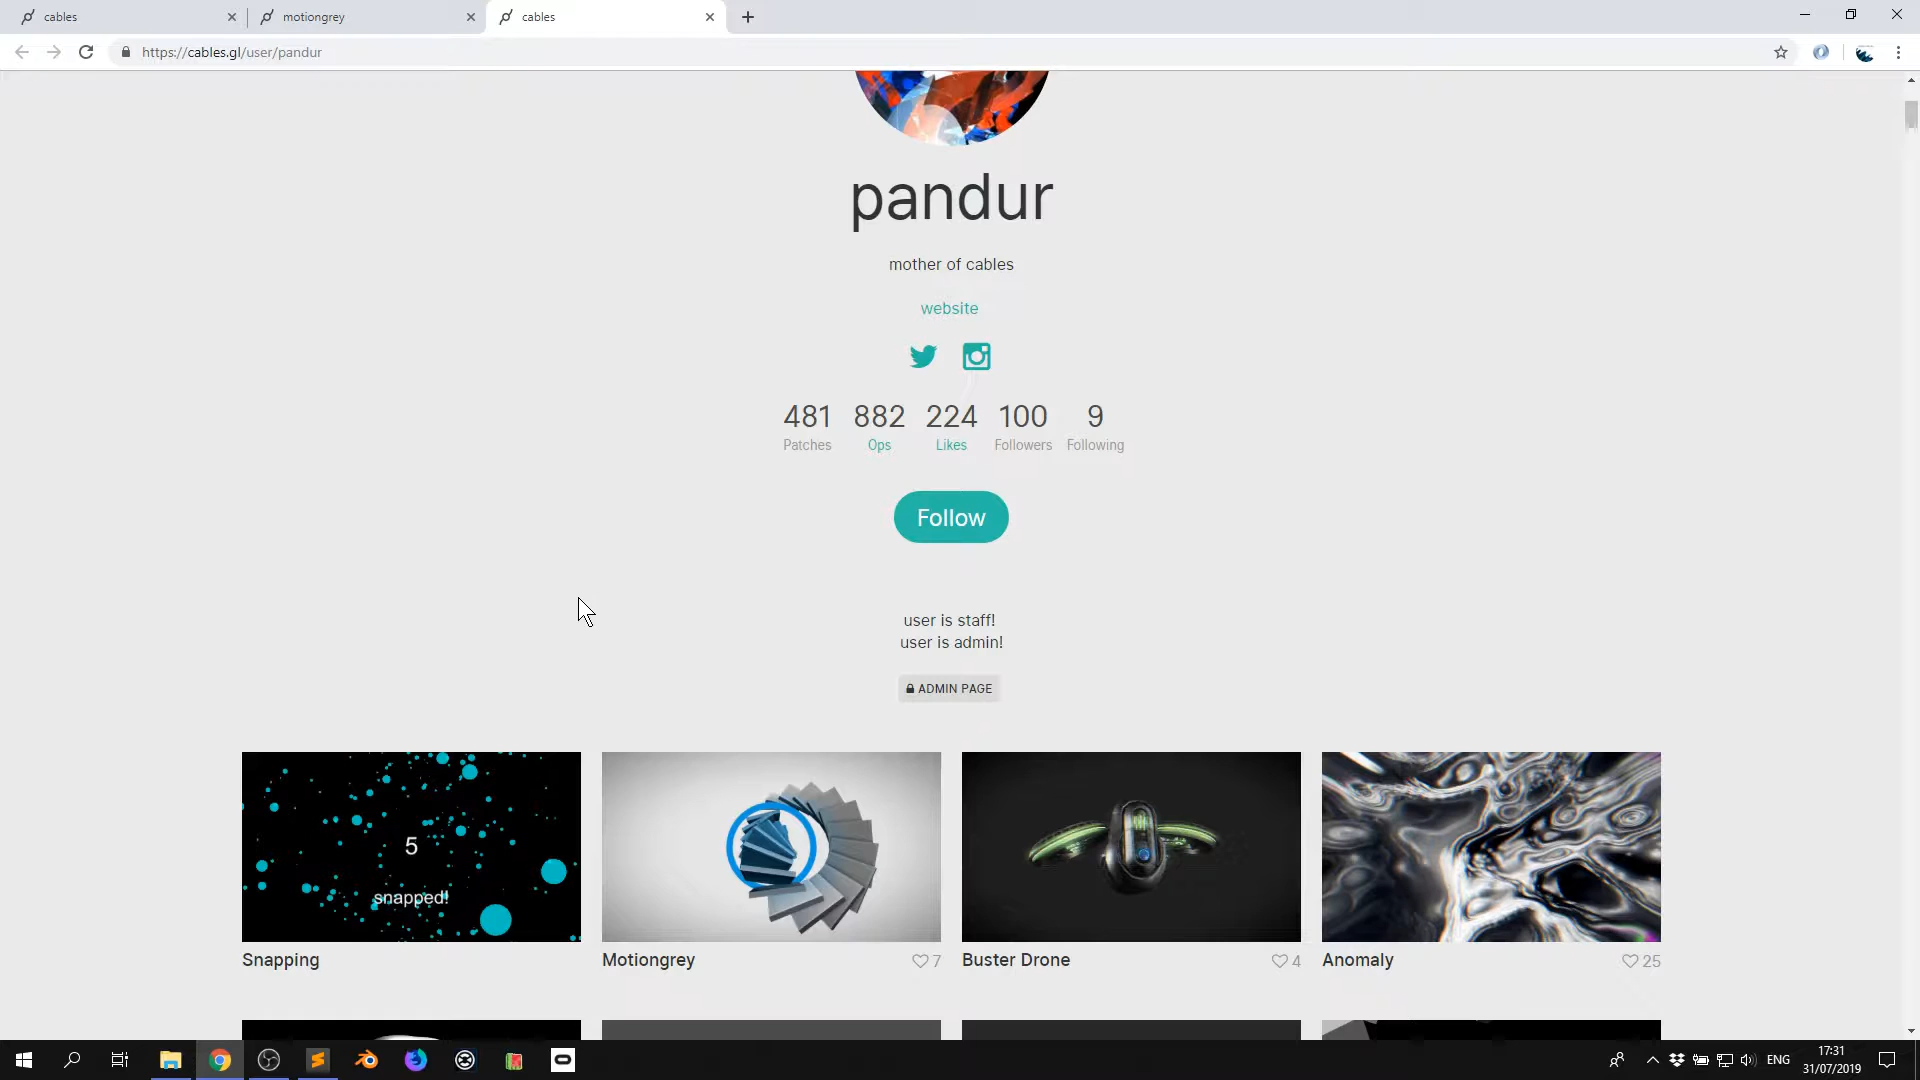 cables
motiongrey
cables
https://cables.gl/user/pandur
pandur
mother of cables
website
481 882 224 100 9
Patches Ops Likes Followers Following
Follow
user is staff!
user is admin!
ADMIN PAGE
5
snapped!
Snapping
Motiongrey 7
Buster Drone 4
Anomaly 25
ENG
17:31
31/07/2019